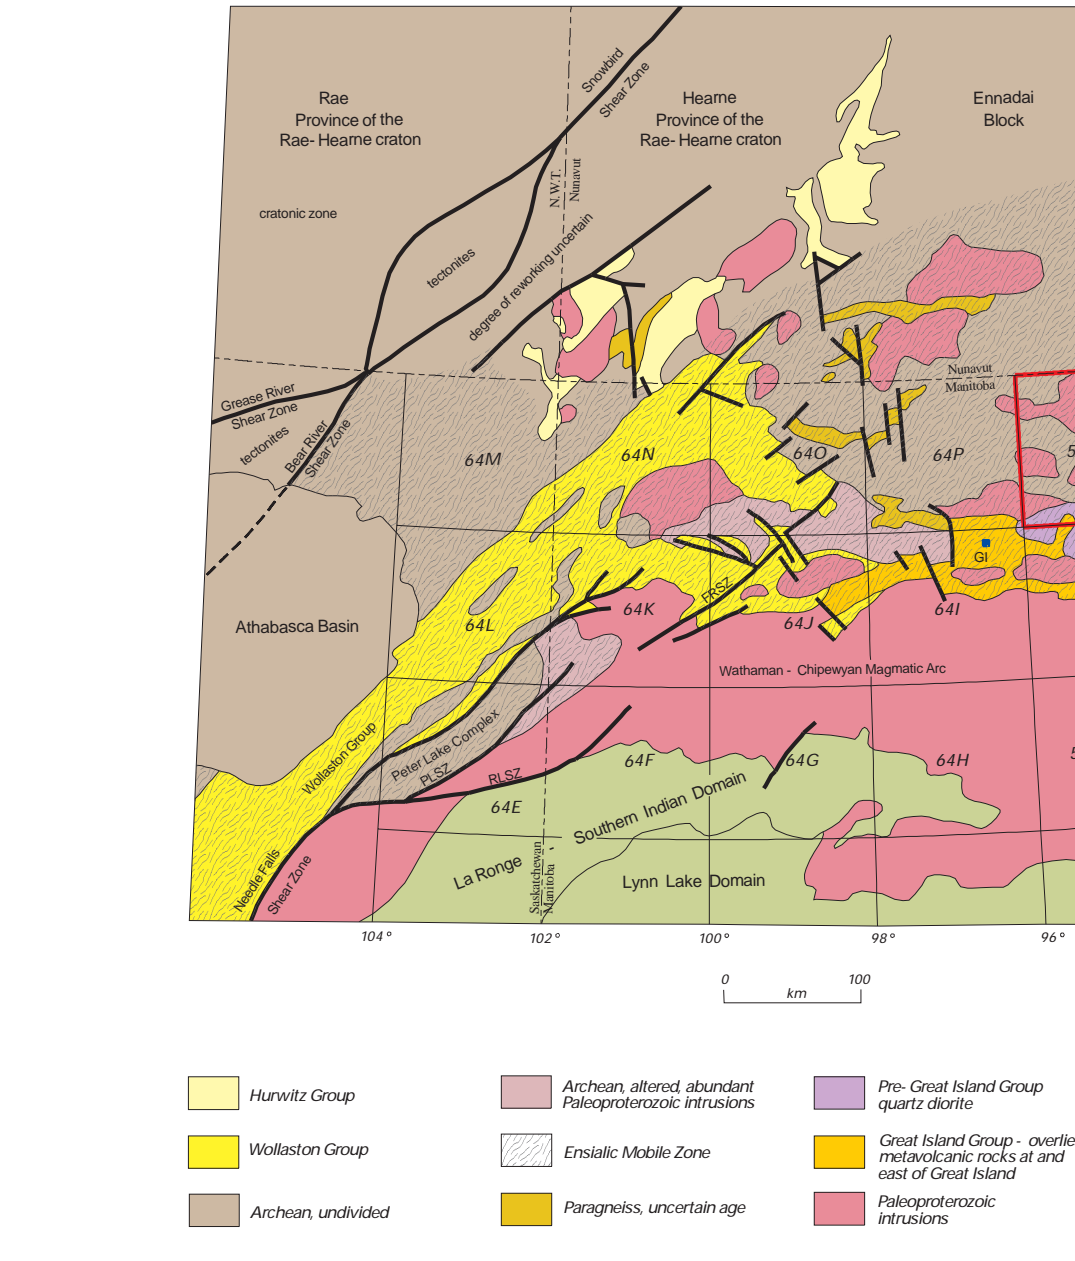 Snowbird
Shear Zone
Rae
Province of the
Rae- Hearne craton
Hearne
Province of the
Rae- Hearne craton
Ennadai
Block
N.W.T.
Nunavut
cratonic zone
tectonites
degree of reworking uncertain
Nunavut
Manitoba
Grease River
Shear Zone
tectonites
Bear River
Shear Zone
64M
64N
64O
64P
5
GI
FRSZ
Athabasca Basin
64L
64K
64J
64I
Wathaman - Chipewyan Magmatic Arc
Wollaston Group
Peter Lake Complex
PLSZ
RLSZ
64F
64G
64H
5
64E
Southern Indian Domain
La Ronge
Lynn Lake Domain
Saskatchewan
Manitoba
Needle Falls
Shear Zone
104°
102°
100°
98°
96°
0
100
km
Hurwitz Group
Wollaston Group
Archean, undivided
Archean, altered, abundant
Paleoproterozoic intrusions
Ensialic Mobile Zone
Paragneiss, uncertain age
Pre- Great Island Group
quartz diorite
Great Island Group - overlie
metavolcanic rocks at and
east of Great Island
Paleoproterozoic
intrusions